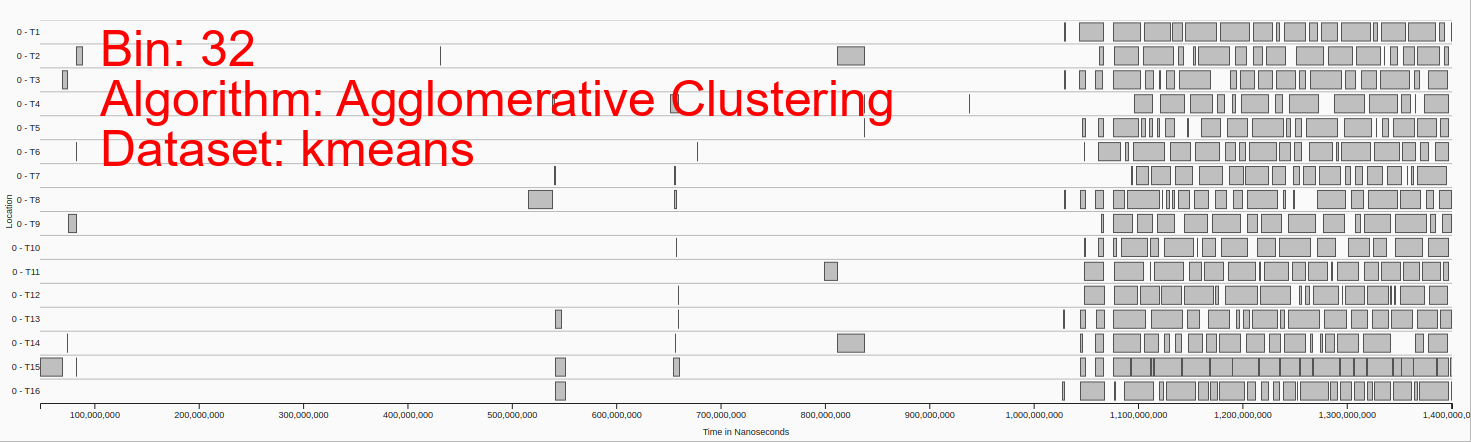 Bin: 32
Algorithm: Agglomerative Clustering
Dataset: kmeans
Location
0 - T1
0 - T2
0 - T3
0 - T4
0 - T5
0 - T6
0 - T7
0 - T8
0 - T9
0 - T10
0 - T11
0 - T12
0 - T13
0 - T14
0 - T15
0 - T16
100,000,000 200,000,000 300,000,000 400,000,000 500,000,000 600,000,000 700,000,000 800,000,000 900,000,000 1,000,000,000 1,100,000,000 1,200,000,000 1,300,000,000 1,400,000,0
Time in Nanoseconds